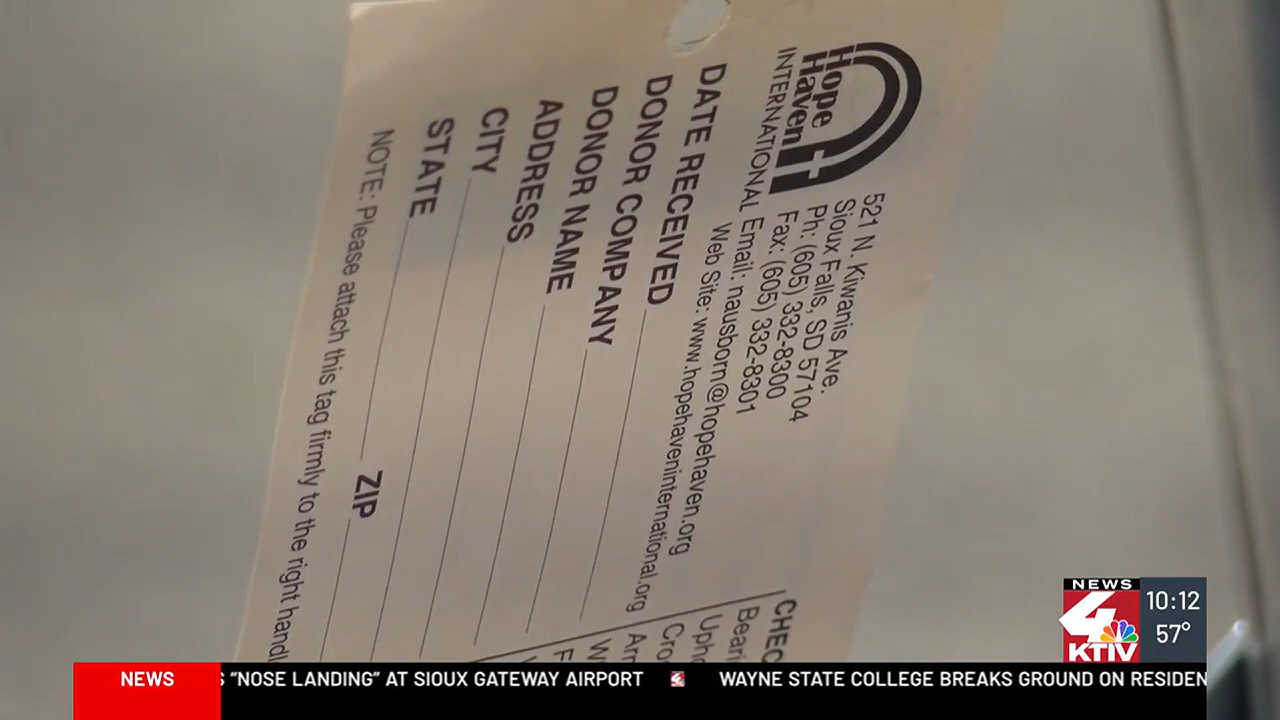 Hope
Haven
INTERNATIONAL
521 N. Kiwanis Ave.
Sioux Falls, SD 57104
Ph: (605) 332-8300
Fax: (605) 332-8301
Email: nausborn@hopehaven.org
Web Site: www.hopehaveninternational.org
DATE RECEIVED
DONOR COMPANY
DONOR NAME
ADDRESS
CITY
STATE
ZIP
NOTE: Please attach this tag firmly to the right
NEWS
4
KTIV
10:12
57°
NEWS
"NOSE LANDING" AT SIOUX GATEWAY AIRPORT
4
WAYNE STATE COLLEGE BREAKS GROUND ON